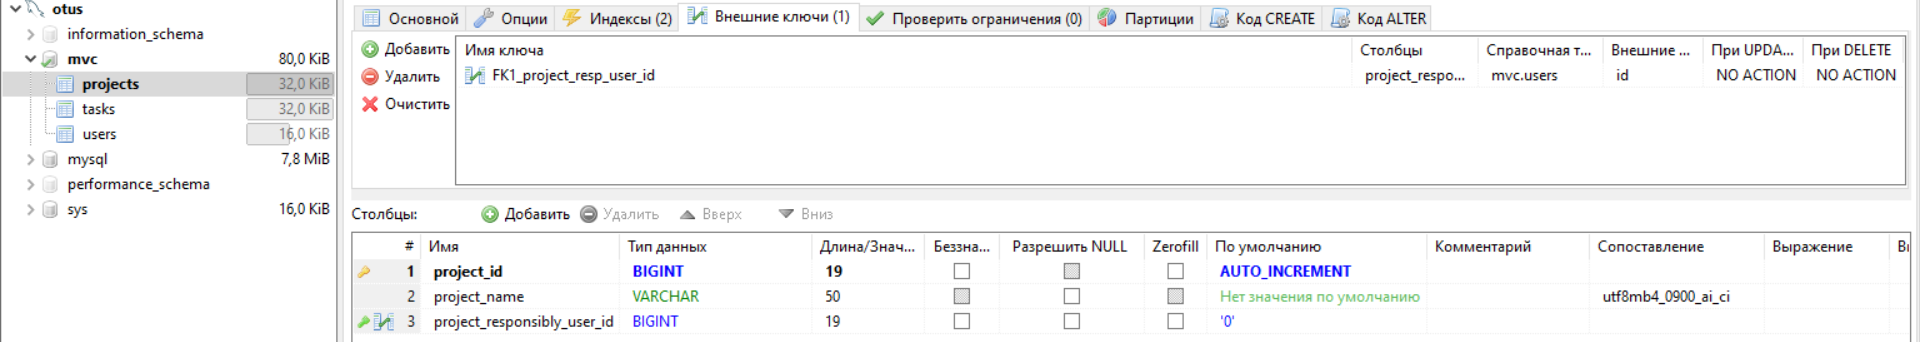 otus
information_schema
mvc 80,0 KiB
projects 32,0 KiB
tasks 32,0 KiB
users 16,0 KiB
mysql 7,8 MiB
performance_schema
sys 16,0 KiB
Основной Опции Индексы (2) Внешние ключи (1) Проверить ограничения (0) Партиции Код CREATE Код ALTER
Добавить
Удалить
Очистить
Имя ключа Столбцы Справочная т... Внешние ... При UPDA... При DELETE
FK1_project_resp_user_id project_respo... mvc.users id NO ACTION NO ACTION
Столбцы: Добавить Удалить Вверх Вниз
# Имя Тип данных Длина/Знач... Беззна... Разрешить NULL Zerofill По умолчанию Комментарий Сопоставление Выражение
1 project_id BIGINT 19 AUTO_INCREMENT
2 project_name VARCHAR 50 Нет значения по умолчанию utf8mb4_0900_ai_ci
3 project_responsibly_user_id BIGINT 19 '0'